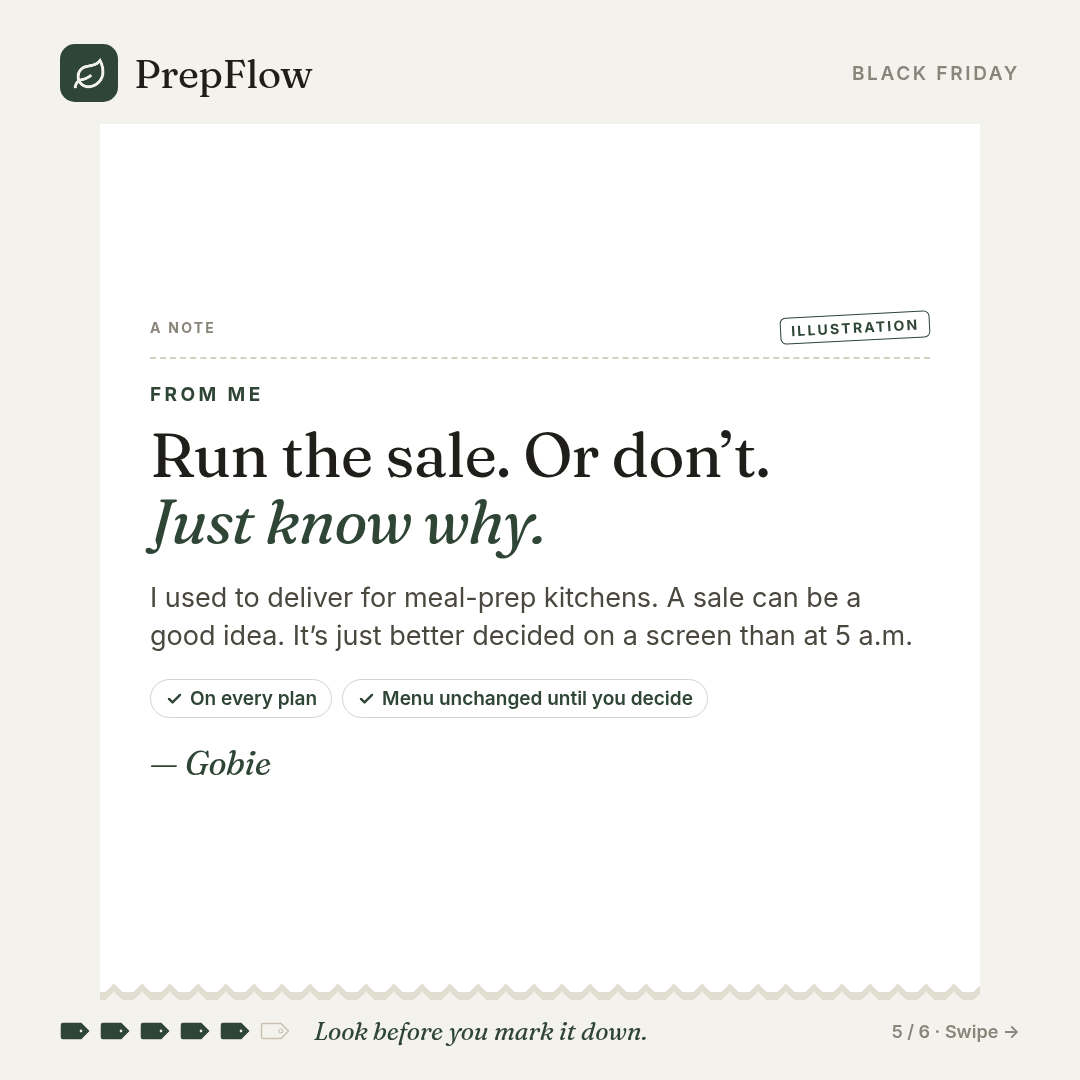 PrepFlow
BLACK FRIDAY
A NOTE
ILLUSTRATION
FROM ME
Run the sale. Or don’t.
Just know why.
I used to deliver for meal-prep kitchens. A sale can be a
good idea. It’s just better decided on a screen than at 5 a.m.
✓ On every plan
✓ Menu unchanged until you decide
— Gobie
Look before you mark it down.
5 / 6 · Swipe →